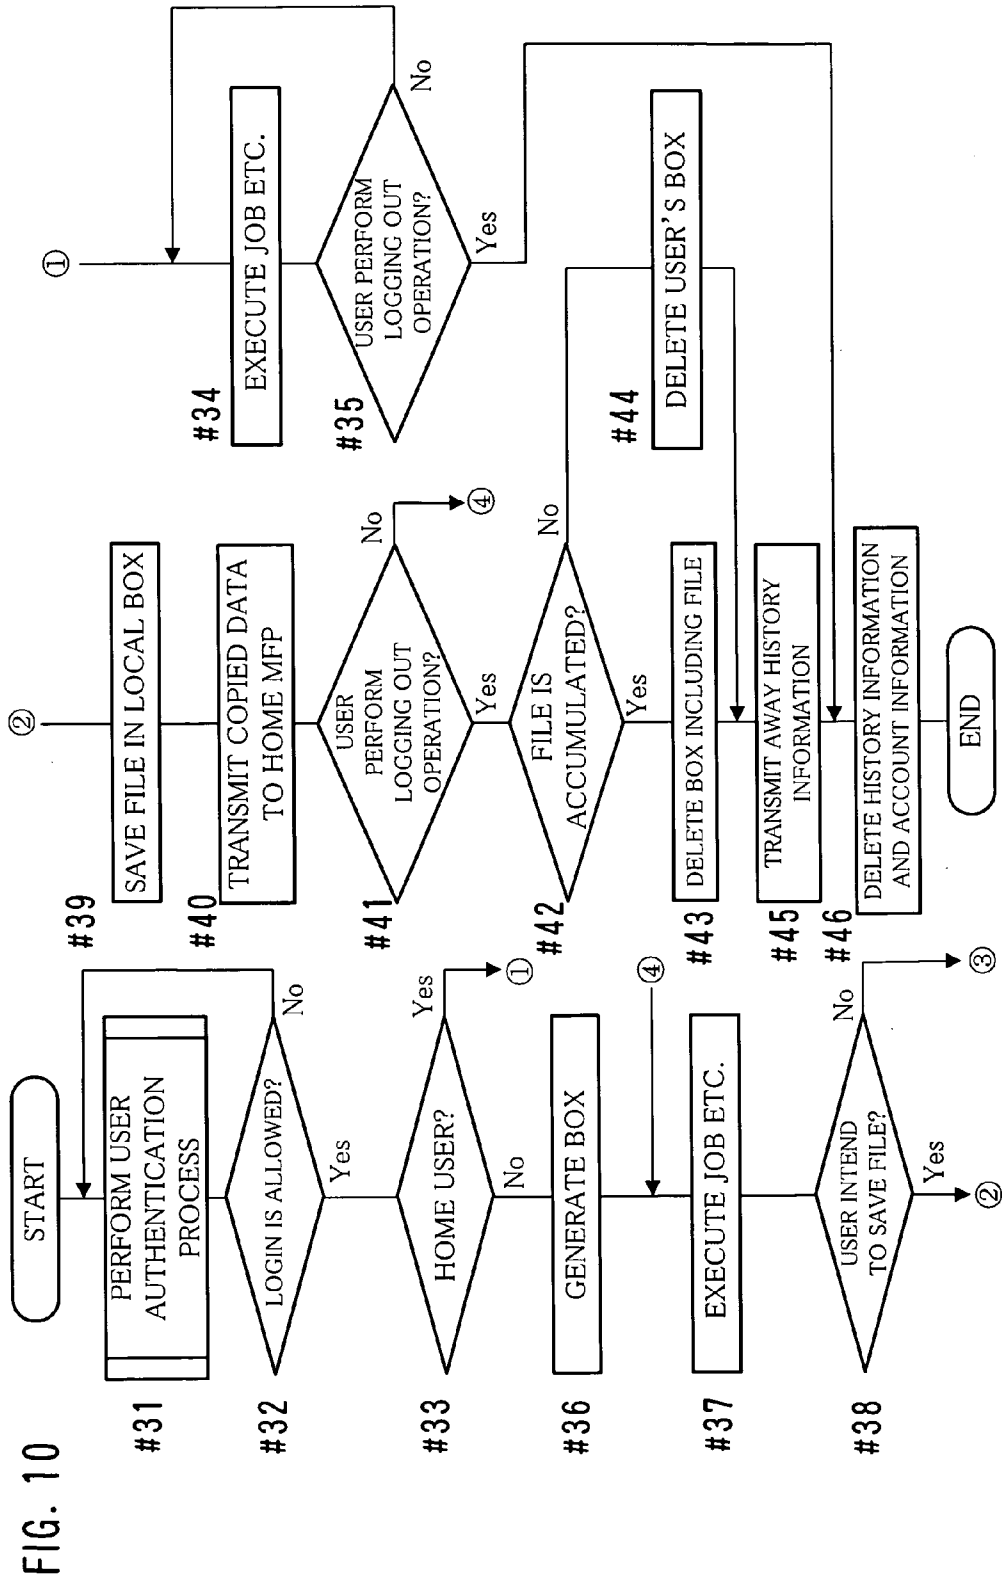 FIG. 10
START
#31
PERFORM USER
AUTHENTICATION
PROCESS
#32
LOGIN IS ALLOWED?
No
Yes
#33
HOME USER?
Yes
①
No
#36
GENERATE BOX
④
#37
EXECUTE JOB ETC.
#38
USER INTEND
TO SAVE FILE?
No
③
Yes
②
②
#39
SAVE FILE IN LOCAL BOX
#40
TRANSMIT COPIED DATA
TO HOME MFP
#41
USER
PERFORM
LOGGING OUT
OPERATION?
No
④
Yes
#42
FILE IS
ACCUMULATED?
No
Yes
#43
DELETE BOX INCLUDING FILE
#45
TRANSMIT AWAY HISTORY
INFORMATION
#46
DELETE HISTORY INFORMATION
AND ACCOUNT INFORMATION
END
①
#34
EXECUTE JOB ETC.
#35
USER PERFORM
LOGGING OUT
OPERATION?
No
Yes
#44
DELETE USER'S BOX